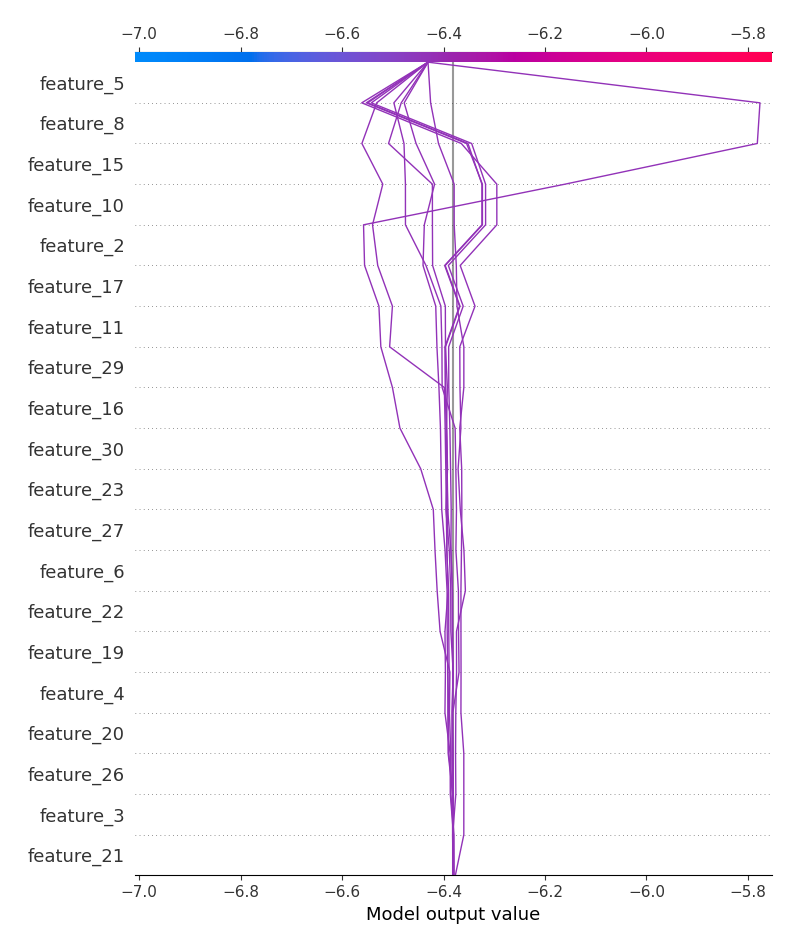 −7.0 −6.8 −6.6 −6.4 −6.2 −6.0 −5.8
feature_5
feature_8
feature_15
feature_10
feature_2
feature_17
feature_11
feature_29
feature_16
feature_30
feature_23
feature_27
feature_6
feature_22
feature_19
feature_4
feature_20
feature_26
feature_3
feature_21
−7.0 −6.8 −6.6 −6.4 −6.2 −6.0 −5.8
Model output value